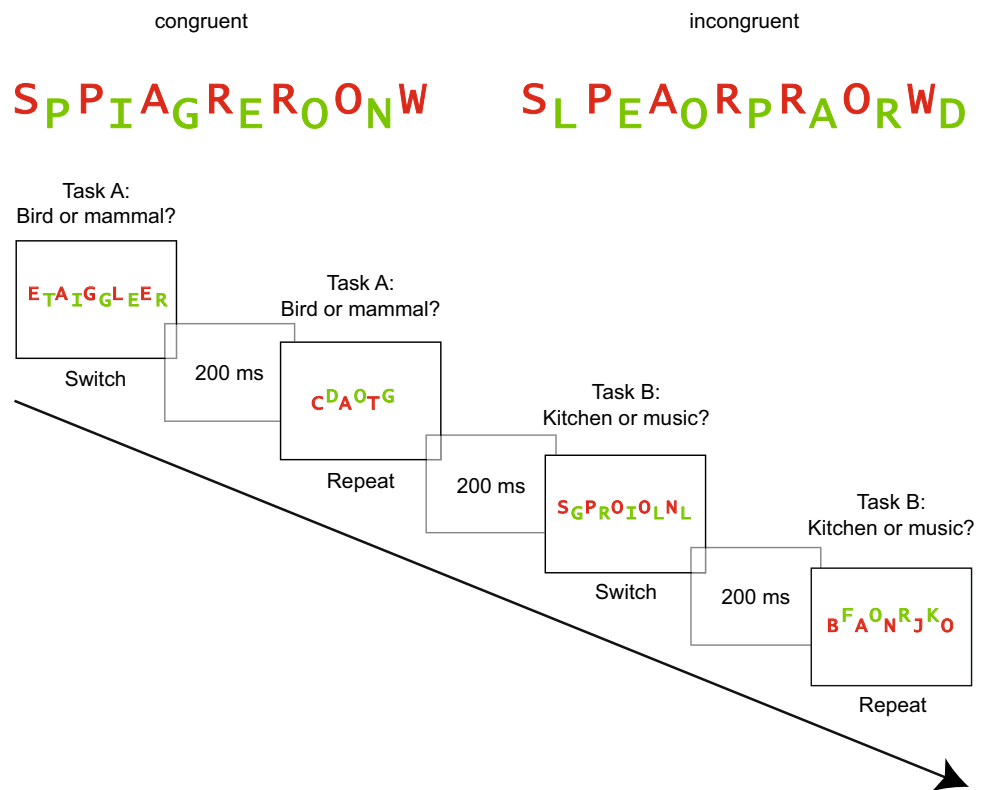 congruent
incongruent
SPPIAGREROONW
SLPEAORPRAORWD
Task A:
Bird or mammal?
ETAIGGLEER
Switch
200 ms
Task A:
Bird or mammal?
CDAOTG
Repeat
200 ms
Task B:
Kitchen or music?
SGPROIOLNL
Switch
200 ms
Task B:
Kitchen or music?
BFAONRJKO
Repeat